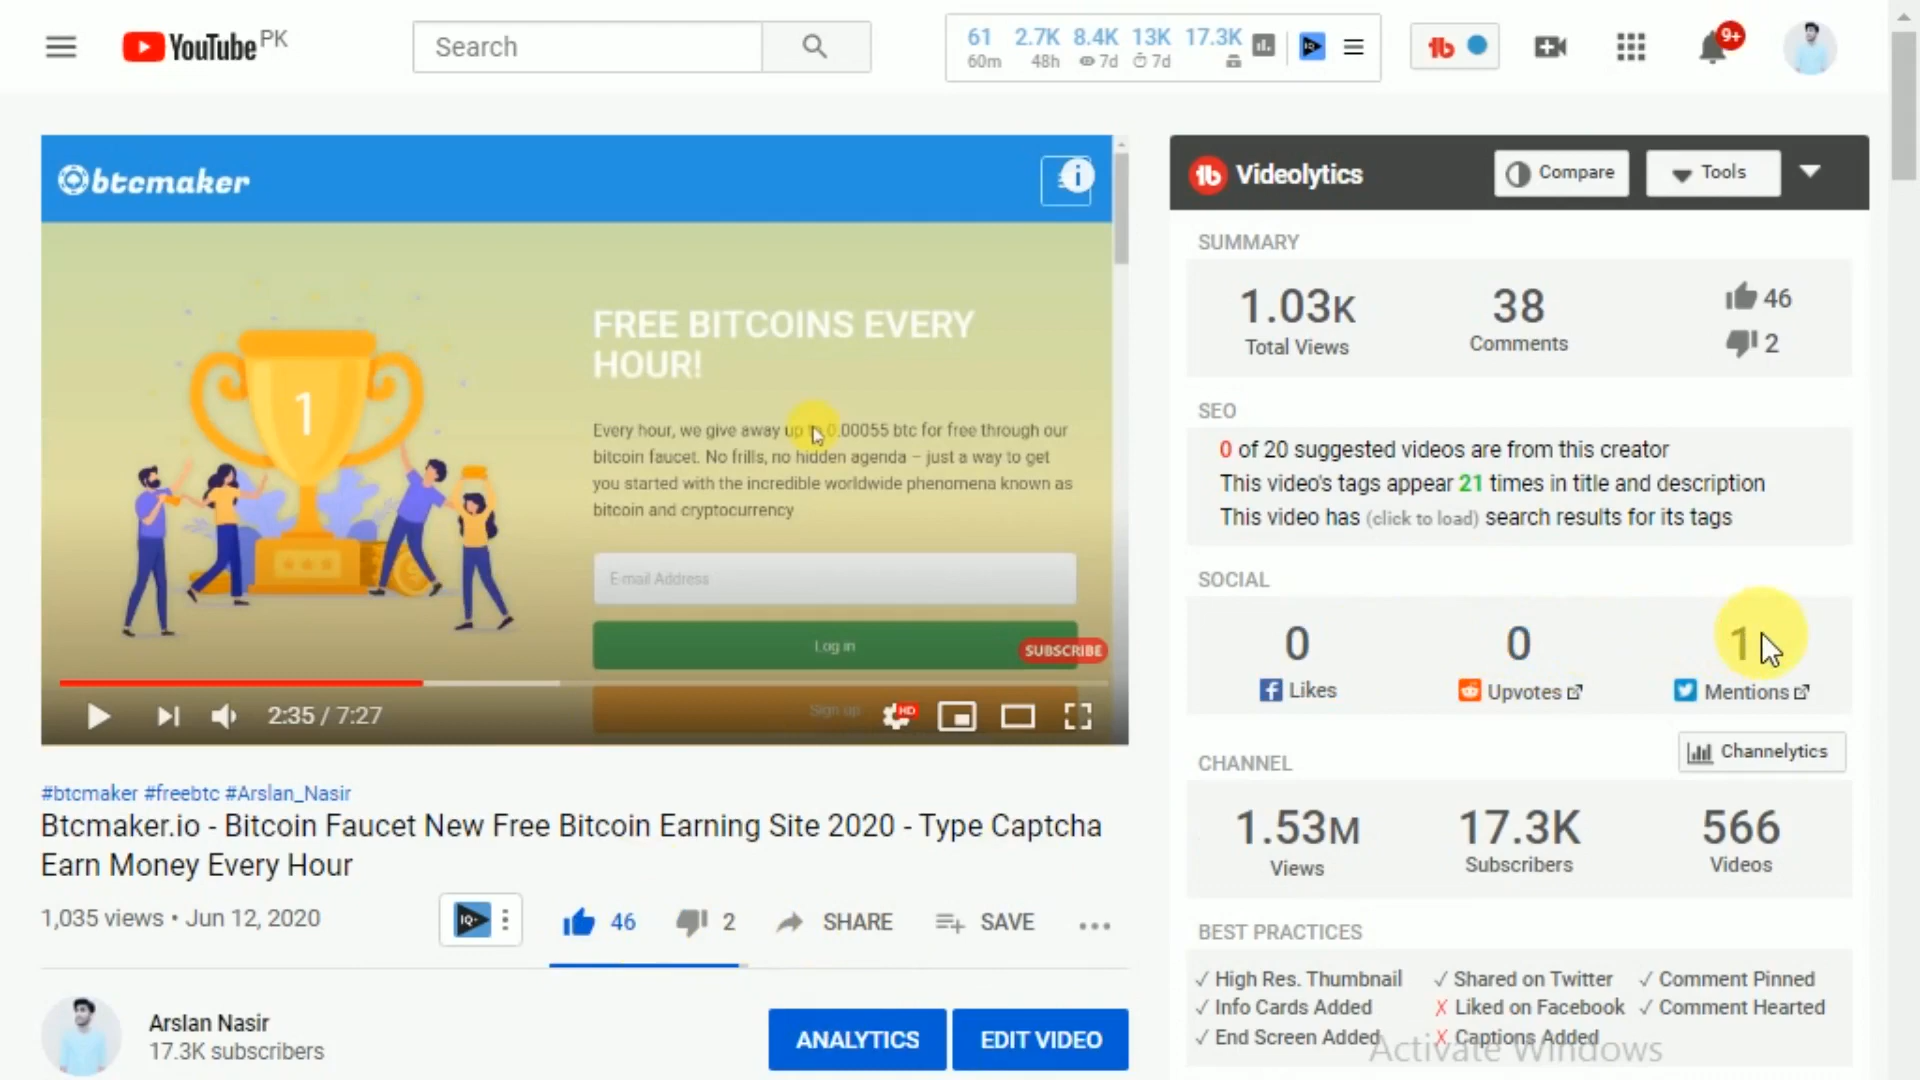 YouTube PK
Search
61 2.7K 8.4K 13K 17.3K
60m 48h 7d 7d
IQ
9+
btcmaker
i
FREE BITCOINS EVERY
HOUR!
1
Every hour, we give away up to 0.00055 btc for free through our
bitcoin faucet. No frills, no hidden agenda – just a way to get
you started with the incredible worldwide phenomena known as
bitcoin and cryptocurrency
E-mail Address
Log in
SUBSCRIBE
Sign up
2:35 / 7:27
HD
#btcmaker #freebtc #Arslan_Nasir
Btcmaker.io - Bitcoin Faucet New Free Bitcoin Earning Site 2020 - Type Captcha
Earn Money Every Hour
1,035 views • Jun 12, 2020
IQ
46 2 SHARE SAVE
Arslan Nasir
17.3K subscribers
ANALYTICS EDIT VIDEO
Videolytics Compare Tools
SUMMARY
1.03K 38 46
Total Views Comments 2
SEO
0 of 20 suggested videos are from this creator
This video's tags appear 21 times in title and description
This video has (click to load) search results for its tags
SOCIAL
0 0 1
Likes Upvotes Mentions
CHANNEL Channelytics
1.53M 17.3K 566
Views Subscribers Videos
BEST PRACTICES
✓ High Res. Thumbnail ✓ Shared on Twitter ✓ Comment Pinned
✓ Info Cards Added ✗ Liked on Facebook ✓ Comment Hearted
✓ End Screen Added ✗ Captions Added
Activate Windows